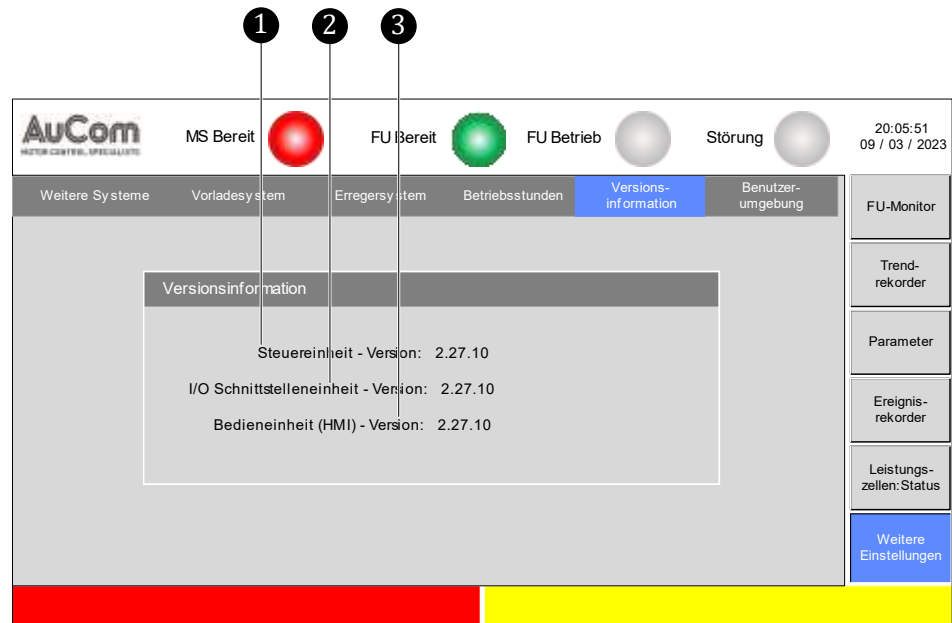 1 2 3
AuCom
MOTOR CONTROL SPECIALISTS
MS Bereit FU Bereit FU Betrieb Störung
20:05:51
09 / 03 / 2023
Weitere Systeme Vorladesystem Erregersystem Betriebsstunden
Versions-
information
Benutzer-
umgebung
FU-Monitor
Trend-
rekorder
Parameter
Ereignis-
rekorder
Leistungs-
zellen:Status
Weitere
Einstellungen
Versionsinformation
Steuereinheit - Version: 2.27.10
I/O Schnittstelleneinheit - Version: 2.27.10
Bedieneinheit (HMI) - Version: 2.27.10